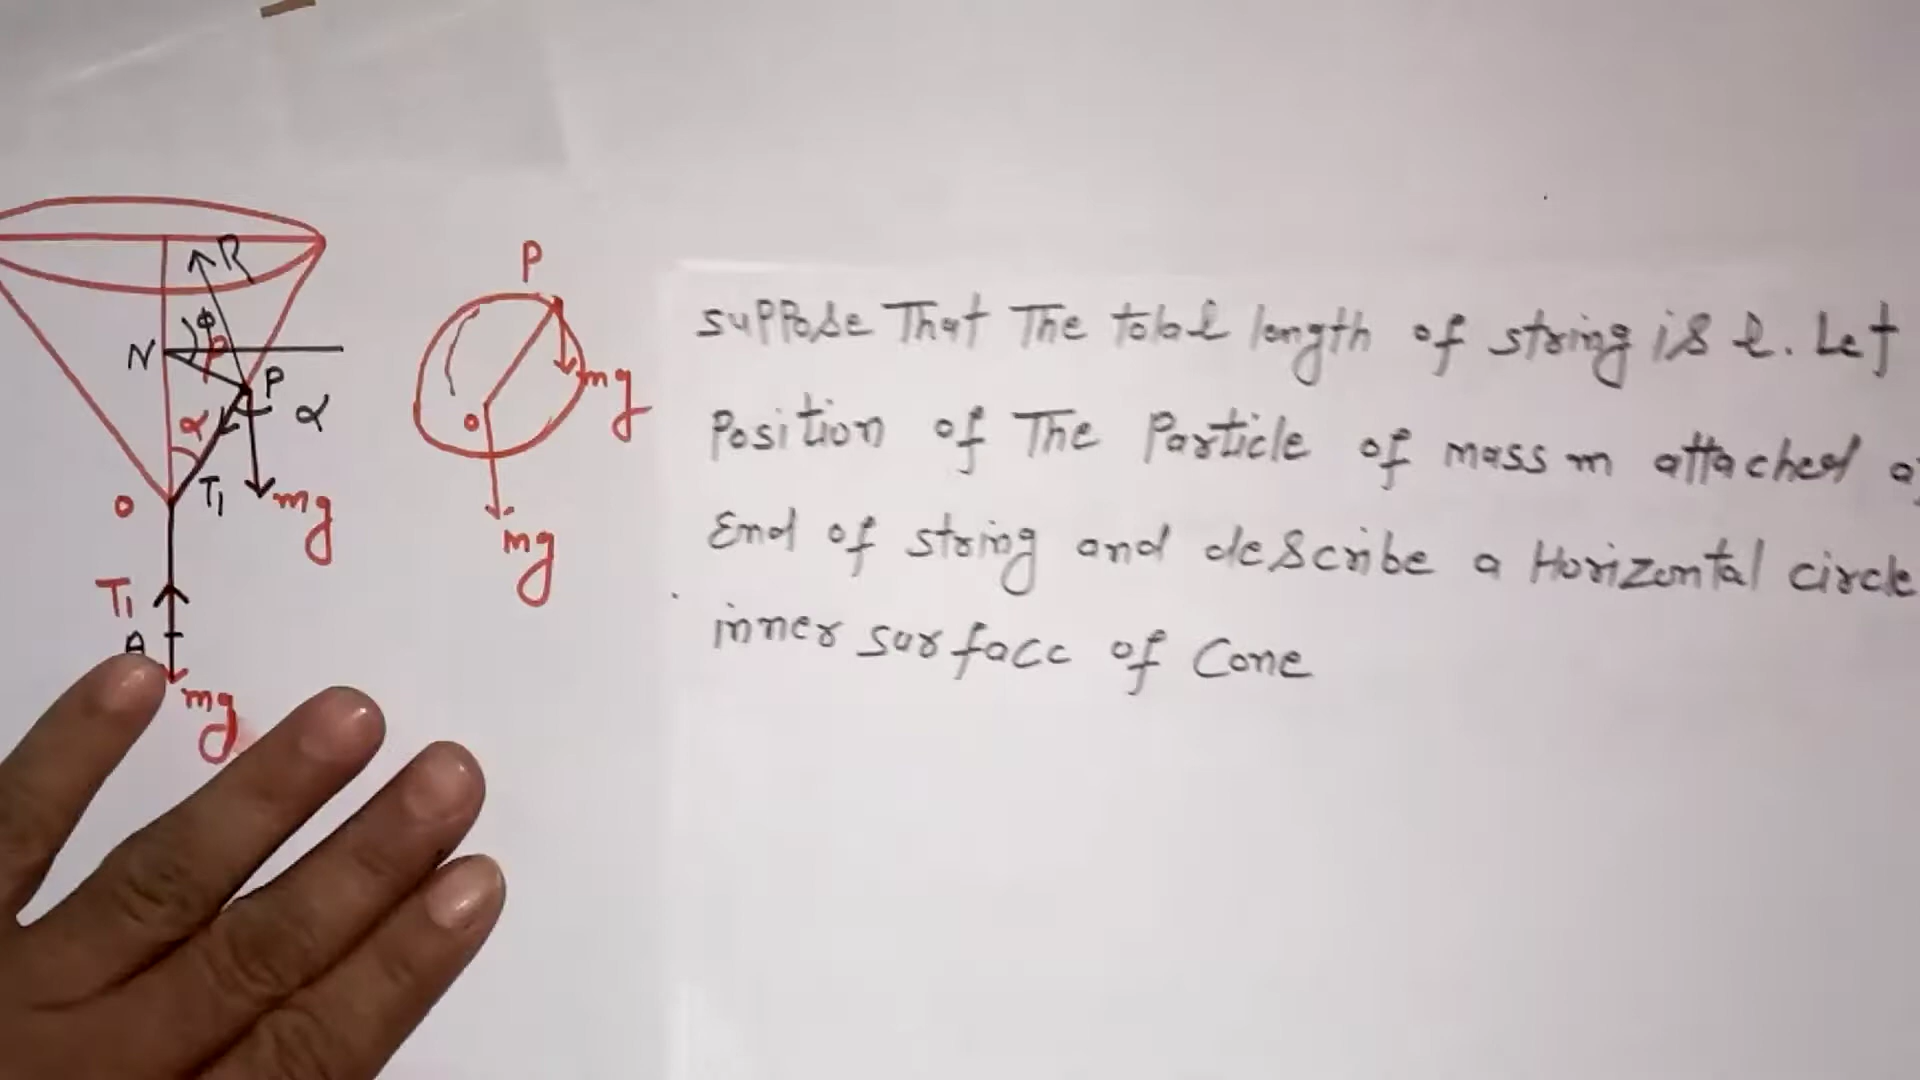 R
N
ϕ
P
α
α
O
T1
mg
T1
A
mg
P
o
mg
mg
suppose That The total length of string is l. Let
Position of The Particle of mass m attached
End of string and describe a Horizontal circle
inner surface of Cone